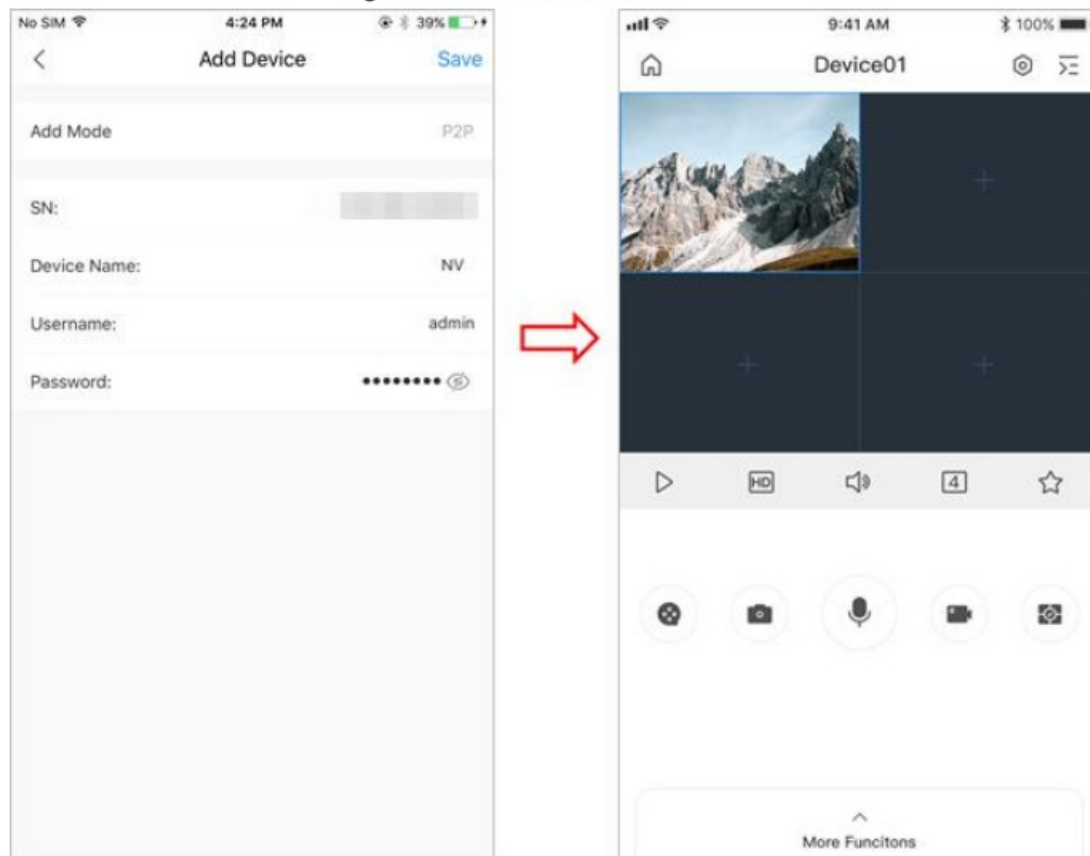 No SIM 4:24 PM 39%
Add Device Save
Add Mode P2P
SN:
Device Name: NV
Username: admin
Password: ••••••••
9:41 AM 100%
Device01
HD 4
More Funcitons